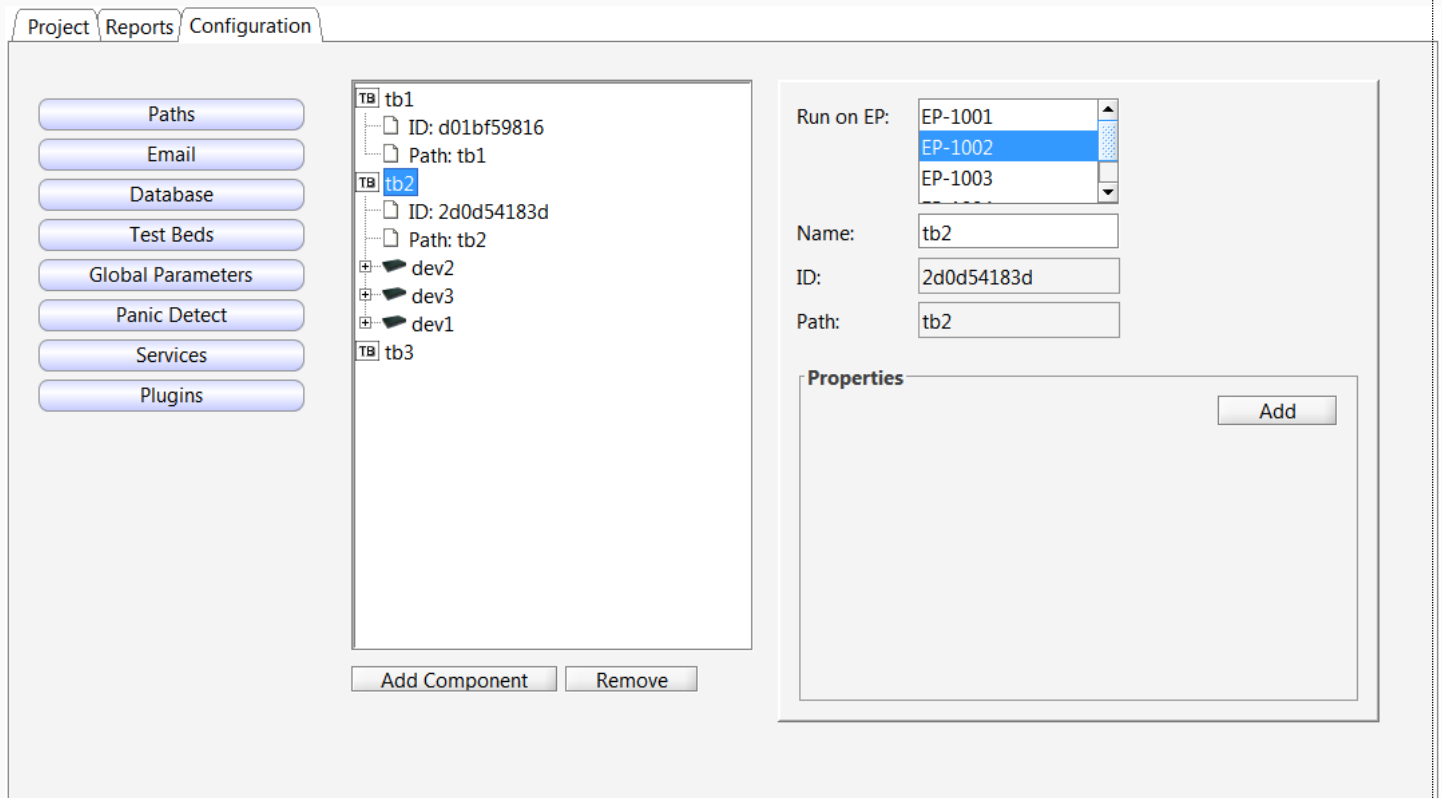 Project
Reports
Configuration
Paths
Email
Database
Test Beds
Global Parameters
Panic Detect
Services
Plugins
TB tb1
ID: d01bf59816
Path: tb1
TB tb2
ID: 2d0d54183d
Path: tb2
dev2
dev3
dev1
TB tb3
Add Component
Remove
Run on EP:
EP-1001
EP-1002
EP-1003
Name: tb2
ID: 2d0d54183d
Path: tb2
Properties
Add